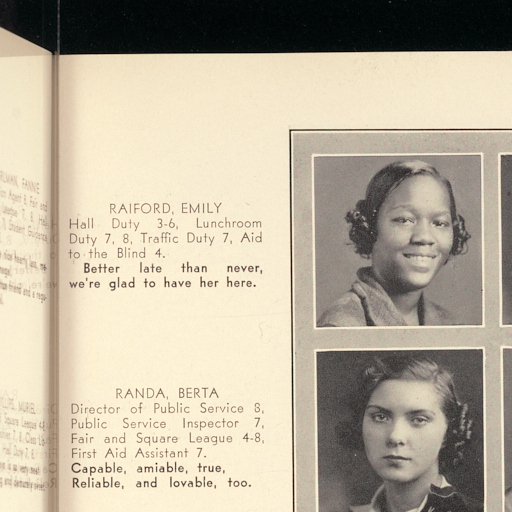 RLMAN, FANNIE
RAIFORD, EMILY
Hall Duty 3-6, Lunchroom
Duty 7, 8, Traffic Duty 7, Aid
to the Blind 4.
Better late than never,
we're glad to have her here.
MURIEL
RANDA, BERTA
Director of Public Service 8,
Public Service Inspector 7,
Fair and Square League 4-8,
First Aid Assistant 7.
Capable, amiable, true,
Reliable, and lovable, too.